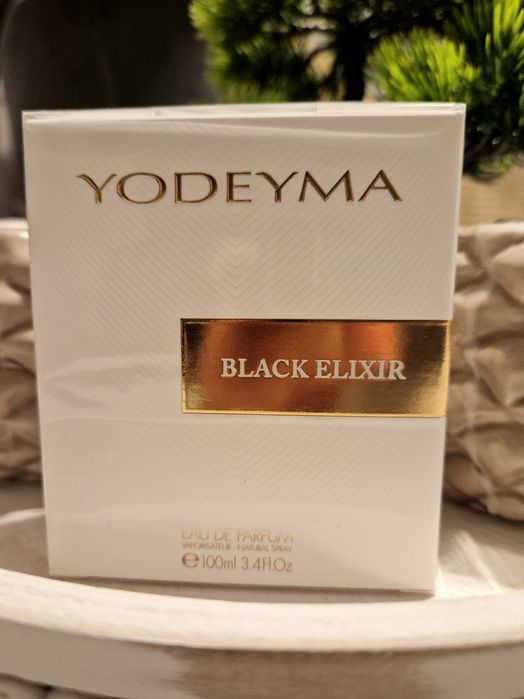 YODEYMA
BLACK ELIXIR
EAU DE PARFUM
VAPORISATEUR - NATURAL SPRAY
℮100ml 3.4Fl.Oz